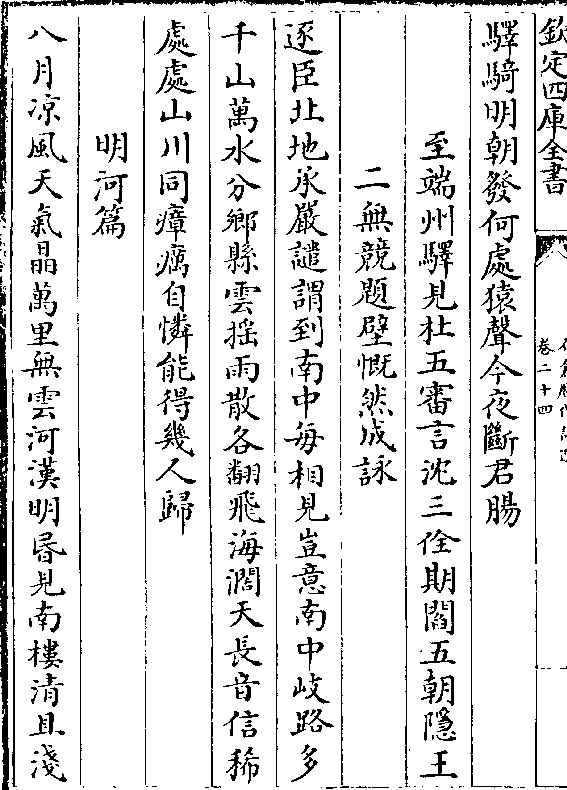 欽定四庫全書
卷二十四
驛騎明朝發何處猿聲今夜斷君腸
至端州驛見杜五審言沈三佺期閻五朝隱王
二無競題壁慨然成詠
逐臣北地承嚴譴謂到南中每相見豈意南中岐路多
千山萬水分鄉縣雲揺雨散各翻飛海濶天長音信稀
處處山川同瘴癘自憐能得幾人歸
明河篇
八月凉風天氣晶萬里無雲河漢明昬見南樓清且淺